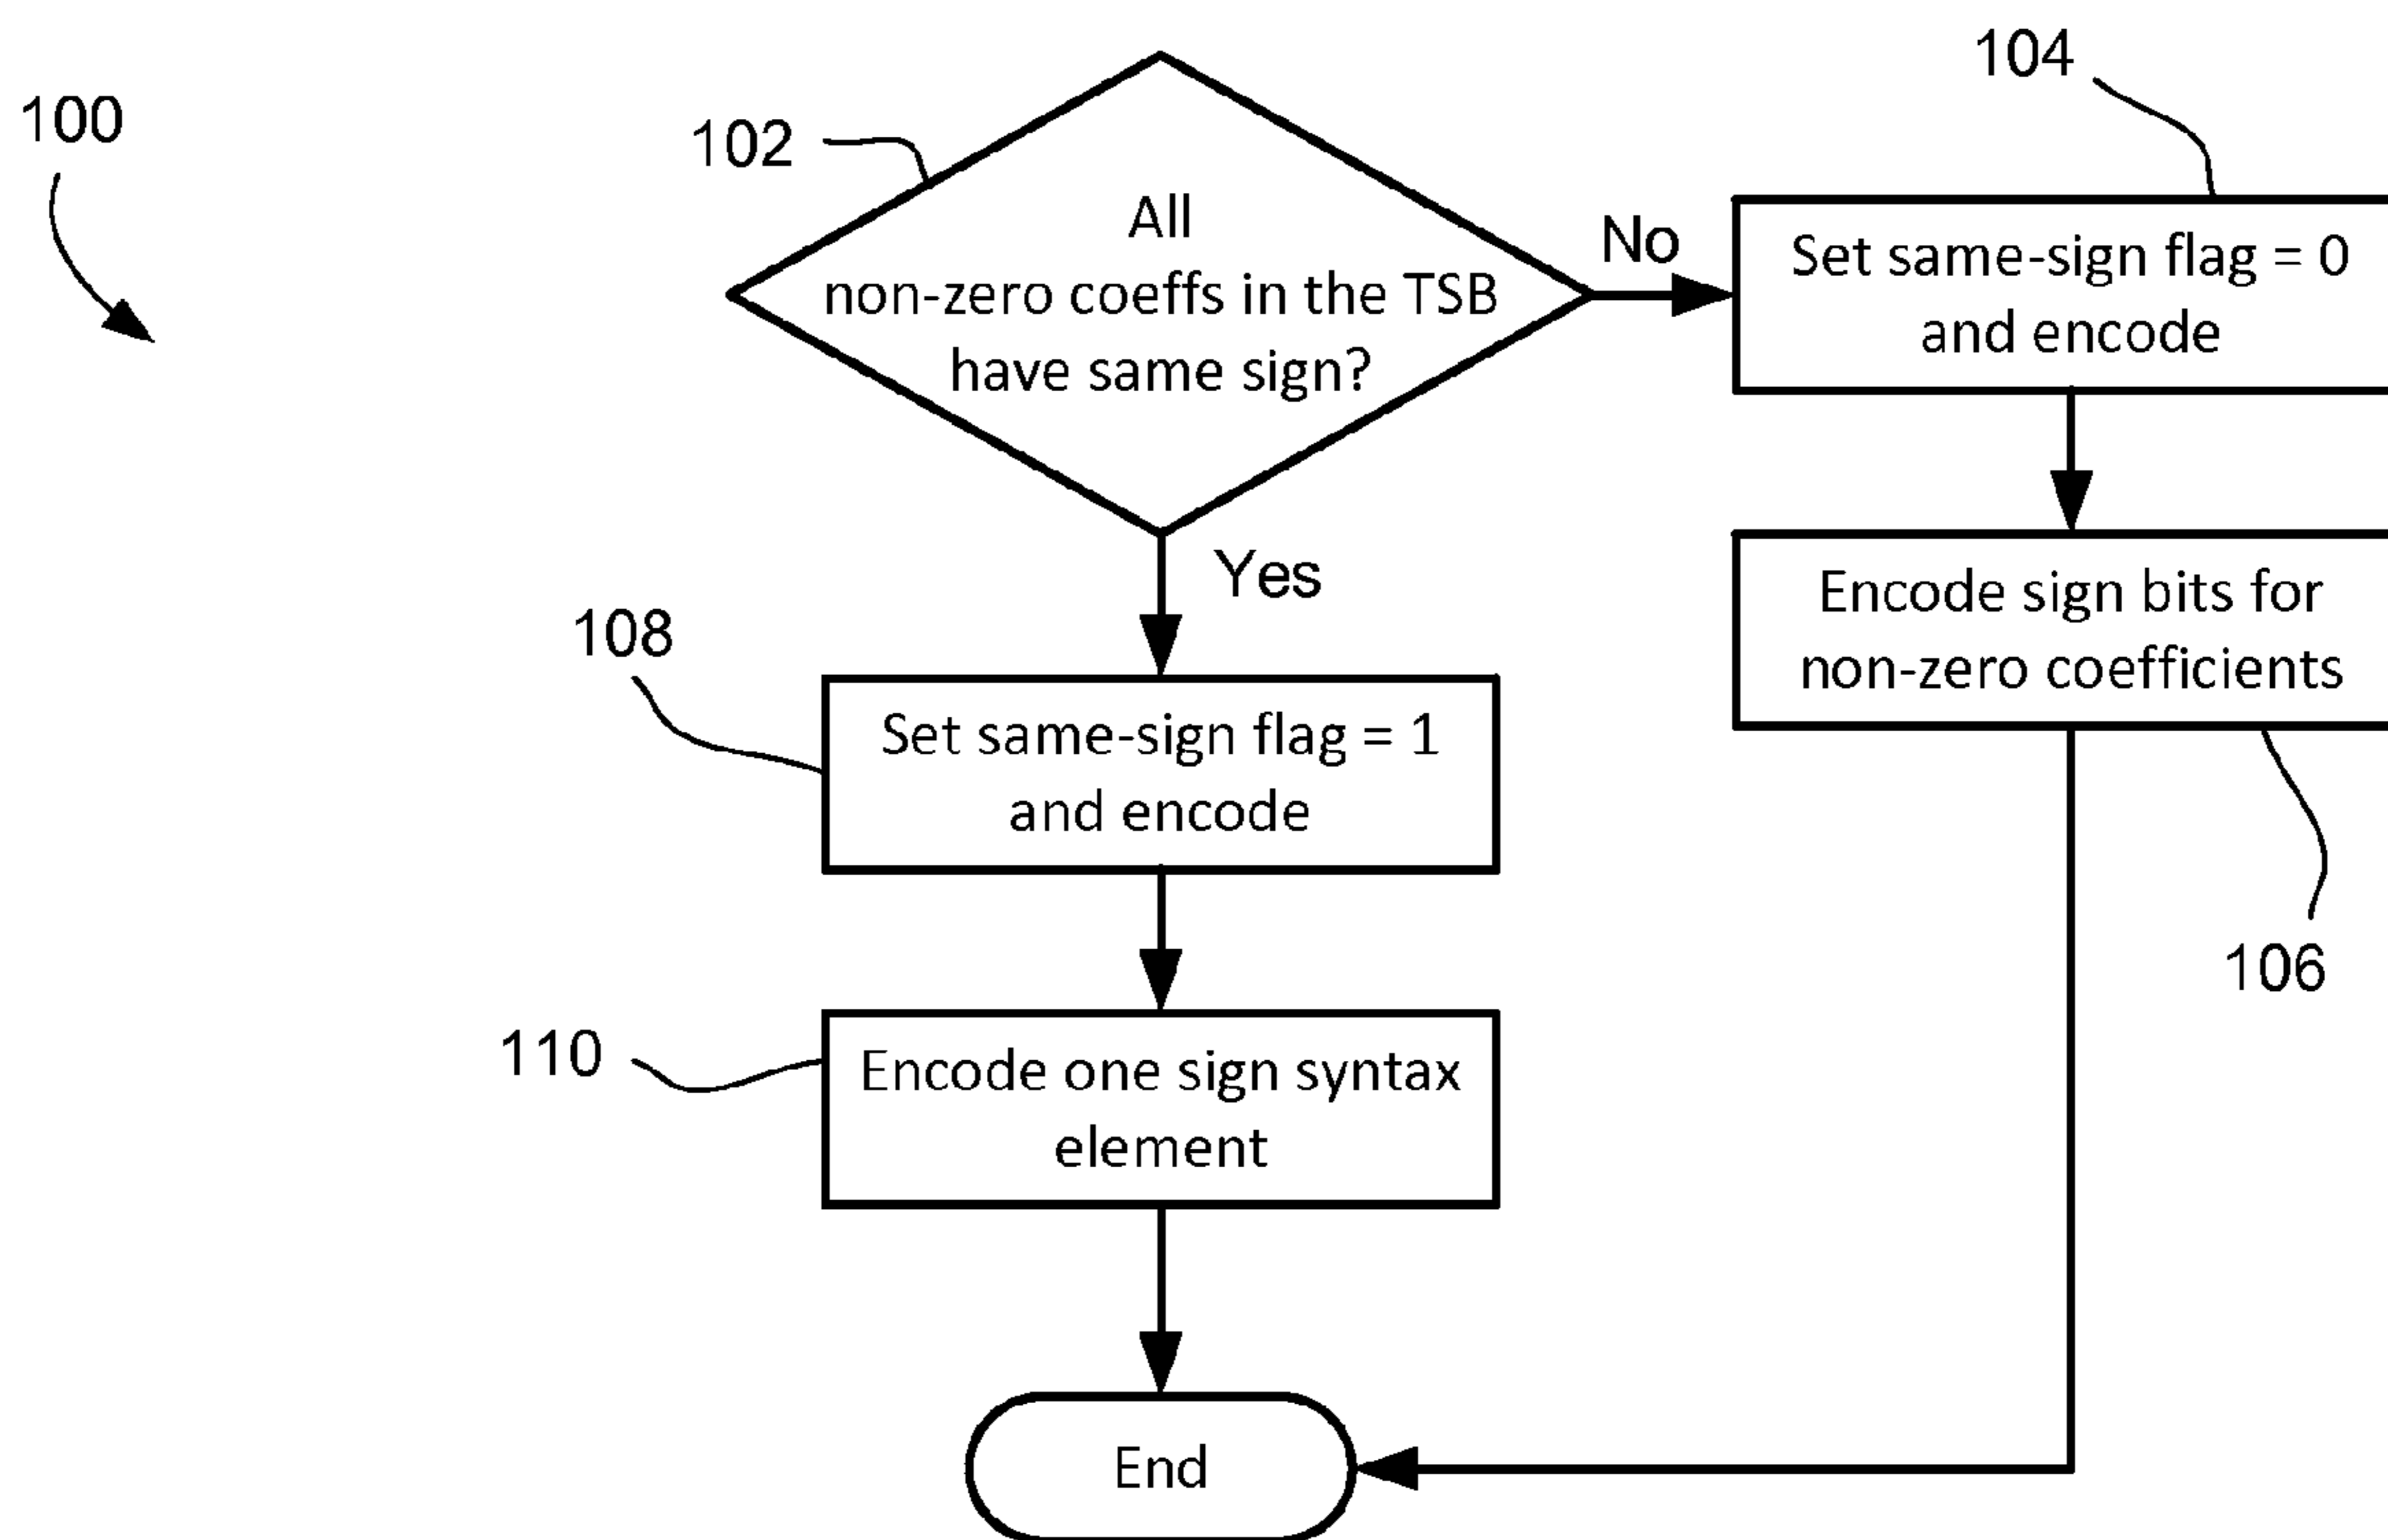 100
102
All
non-zero coeffs in the TSB
have same sign?
No
104
Set same-sign flag = 0
and encode
Yes
Encode sign bits for
non-zero coefficients
106
108
Set same-sign flag = 1
and encode
110
Encode one sign syntax
element
End